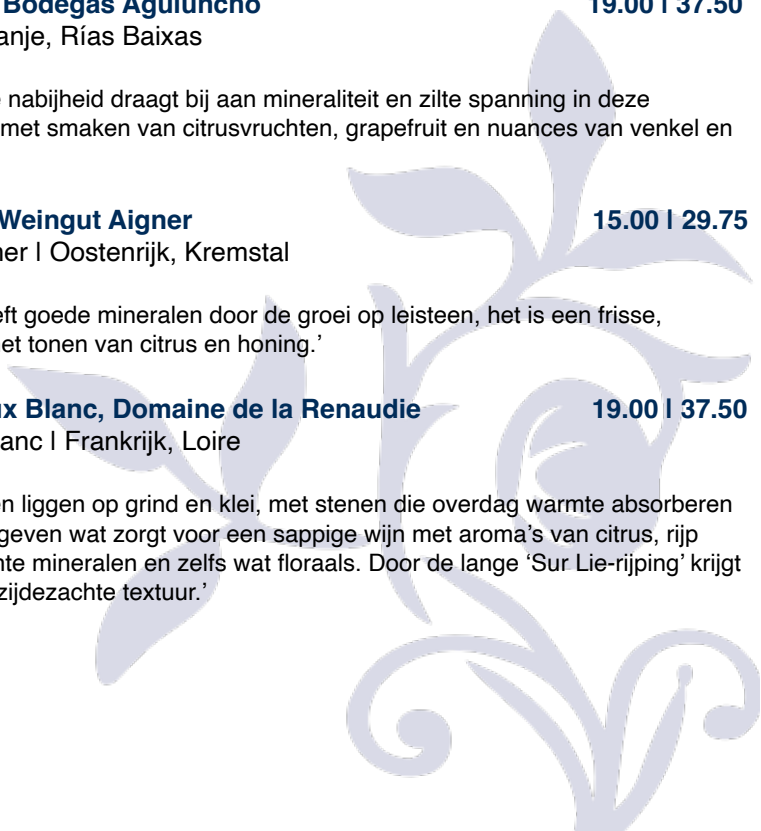 Bodegas Aguiuncho 19.00 | 37.50
anje, Rías Baixas
nabijheid draagt bij aan mineraliteit en zilte spanning in deze
met smaken van citrusvruchten, grapefruit en nuances van venkel en
Weingut Aigner 15.00 | 29.75
ner | Oostenrijk, Kremstal
eft goede mineralen door de groei op leisteen, het is een frisse,
net tonen van citrus en honing.’
ux Blanc, Domaine de la Renaudie 19.00 | 37.50
lanc | Frankrijk, Loire
en liggen op grind en klei, met stenen die overdag warmte absorberen
geven wat zorgt voor een sappige wijn met aroma’s van citrus, rijp
nte mineralen en zelfs wat floraals. Door de lange ‘Sur Lie-rijping’ krijgt
zijdezachte textuur.’